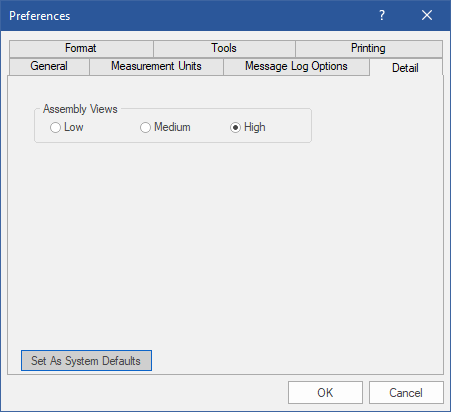 Preferences ?
Format Tools Printing
General Measurement Units Message Log Options Detail
Assembly Views
Low Medium High
Set As System Defaults
OK Cancel